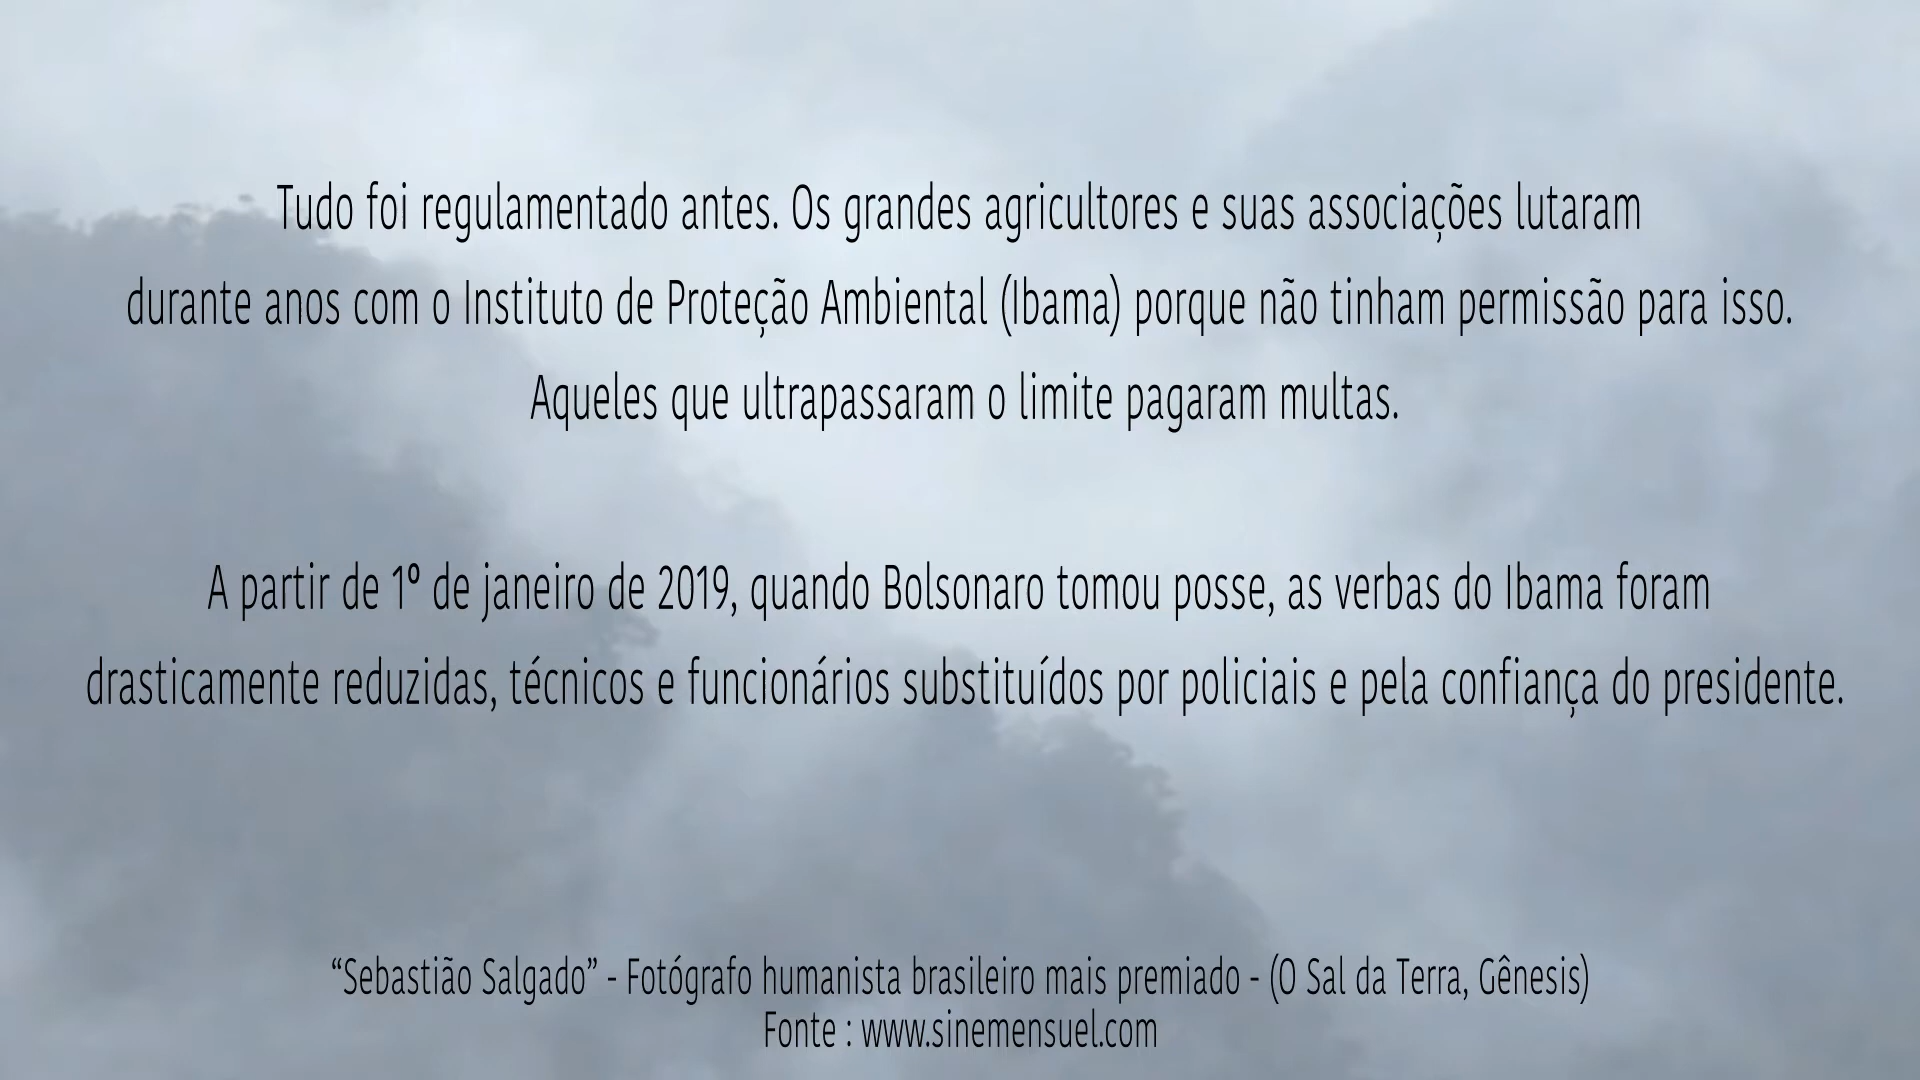 Tudo foi regulamentado antes. Os grandes agricultores e suas associações lutaram
durante anos com o Instituto de Proteção Ambiental (Ibama) porque não tinham permissão para isso.
Aqueles que ultrapassaram o limite pagaram multas.
A partir de 1º de janeiro de 2019, quando Bolsonaro tomou posse, as verbas do Ibama foram
drasticamente reduzidas, técnicos e funcionários substituídos por policiais e pela confiança do presidente.
“Sebastião Salgado” - Fotógrafo humanista brasileiro mais premiado - (O Sal da Terra, Gênesis)
Fonte : www.sinemensuel.com